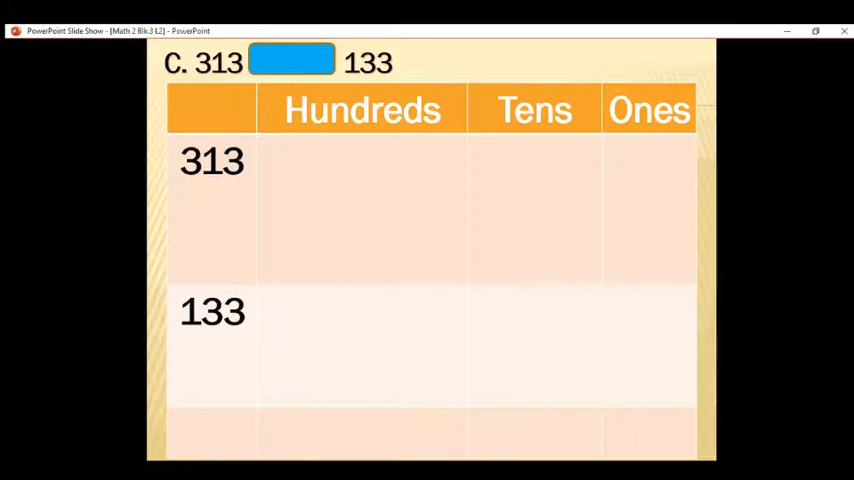 PowerPoint Slide Show - [Math 2 Blk.3 L2] - PowerPoint
C. 313 133
Hundreds Tens Ones
313
133